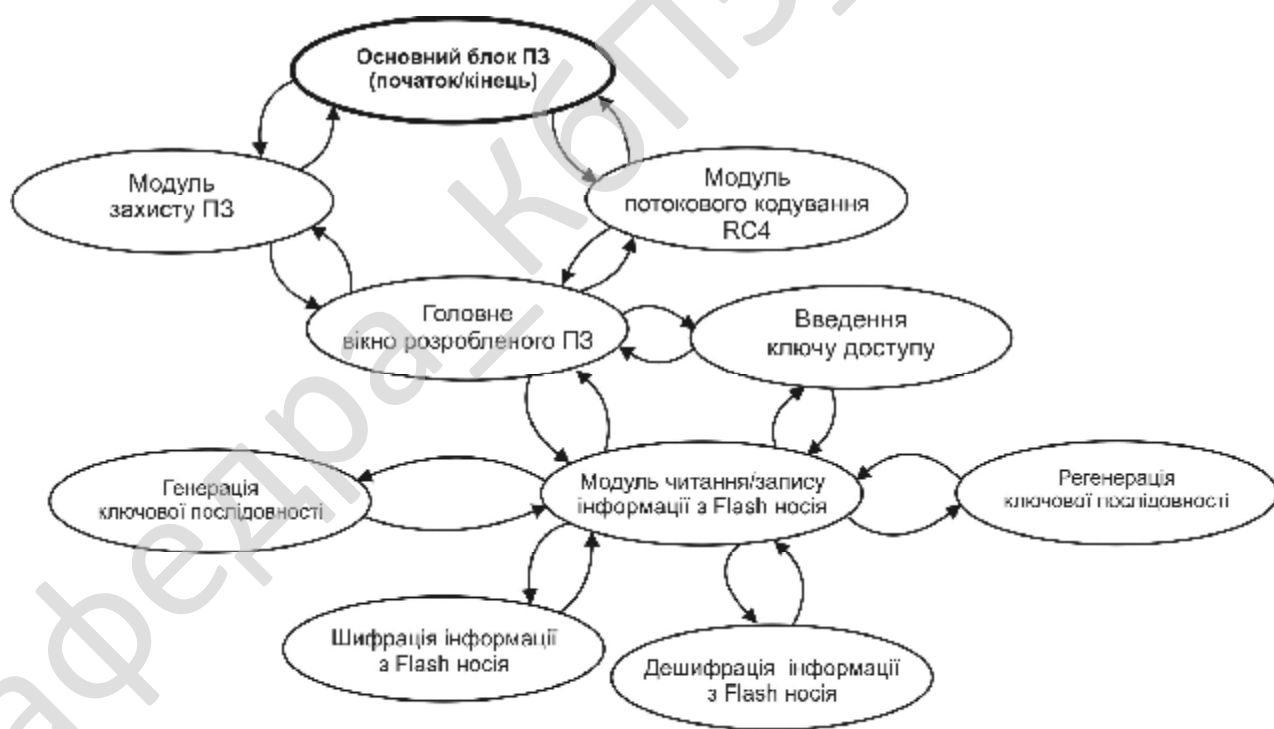 Основний блок ПЗ
(початок/кінець)
Модуль
захисту ПЗ
Модуль
потокового кодування
RC4
Головне
вікно розробленого ПЗ
Введення
ключу доступу
Генерація
ключової послідовності
Модуль читання/запису
інформації з Flash носія
Регенерація
ключової послідовності
Шифрація інформації
з Flash носія
Дешифрація інформації
з Flash носія